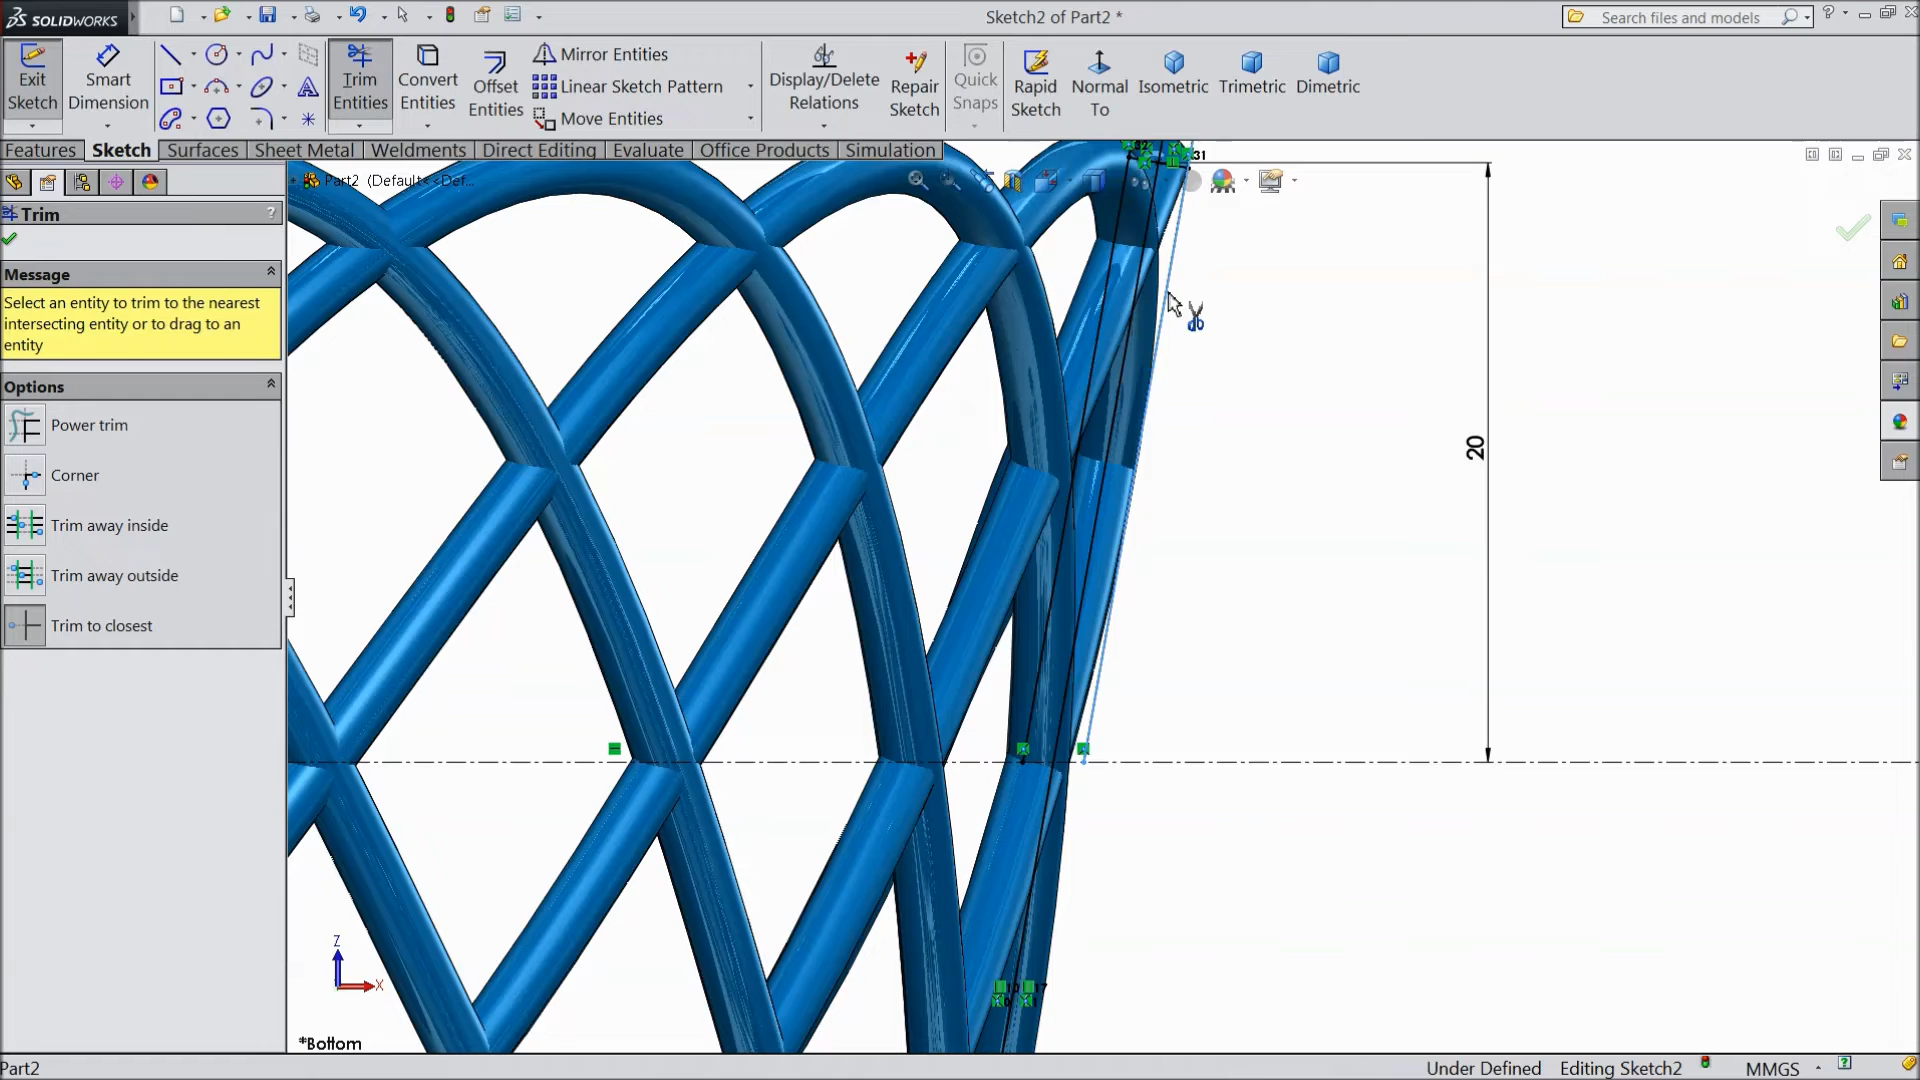 SOLIDWORKS
Sketch2 of Part2 *
Search files and models
?
Exit Sketch
Smart Dimension
Trim Entities
Convert Entities
Offset Entities
Mirror Entities
Linear Sketch Pattern
Move Entities
Display/Delete Relations
Repair Sketch
Quick Snaps
Rapid Sketch
Normal To
Isometric
Trimetric
Dimetric
Features
Sketch
Surfaces
Sheet Metal
Weldments
Direct Editing
Evaluate
Office Products
Simulation
Part2 (Default<<Def...
Trim
?
Message
Select an entity to trim to the nearest
intersecting entity or to drag to an
entity
Options
Power trim
Corner
Trim away inside
Trim away outside
Trim to closest
31
20
Z
X
*Bottom
Part2
Under Defined
Editing Sketch2
MMGS
?